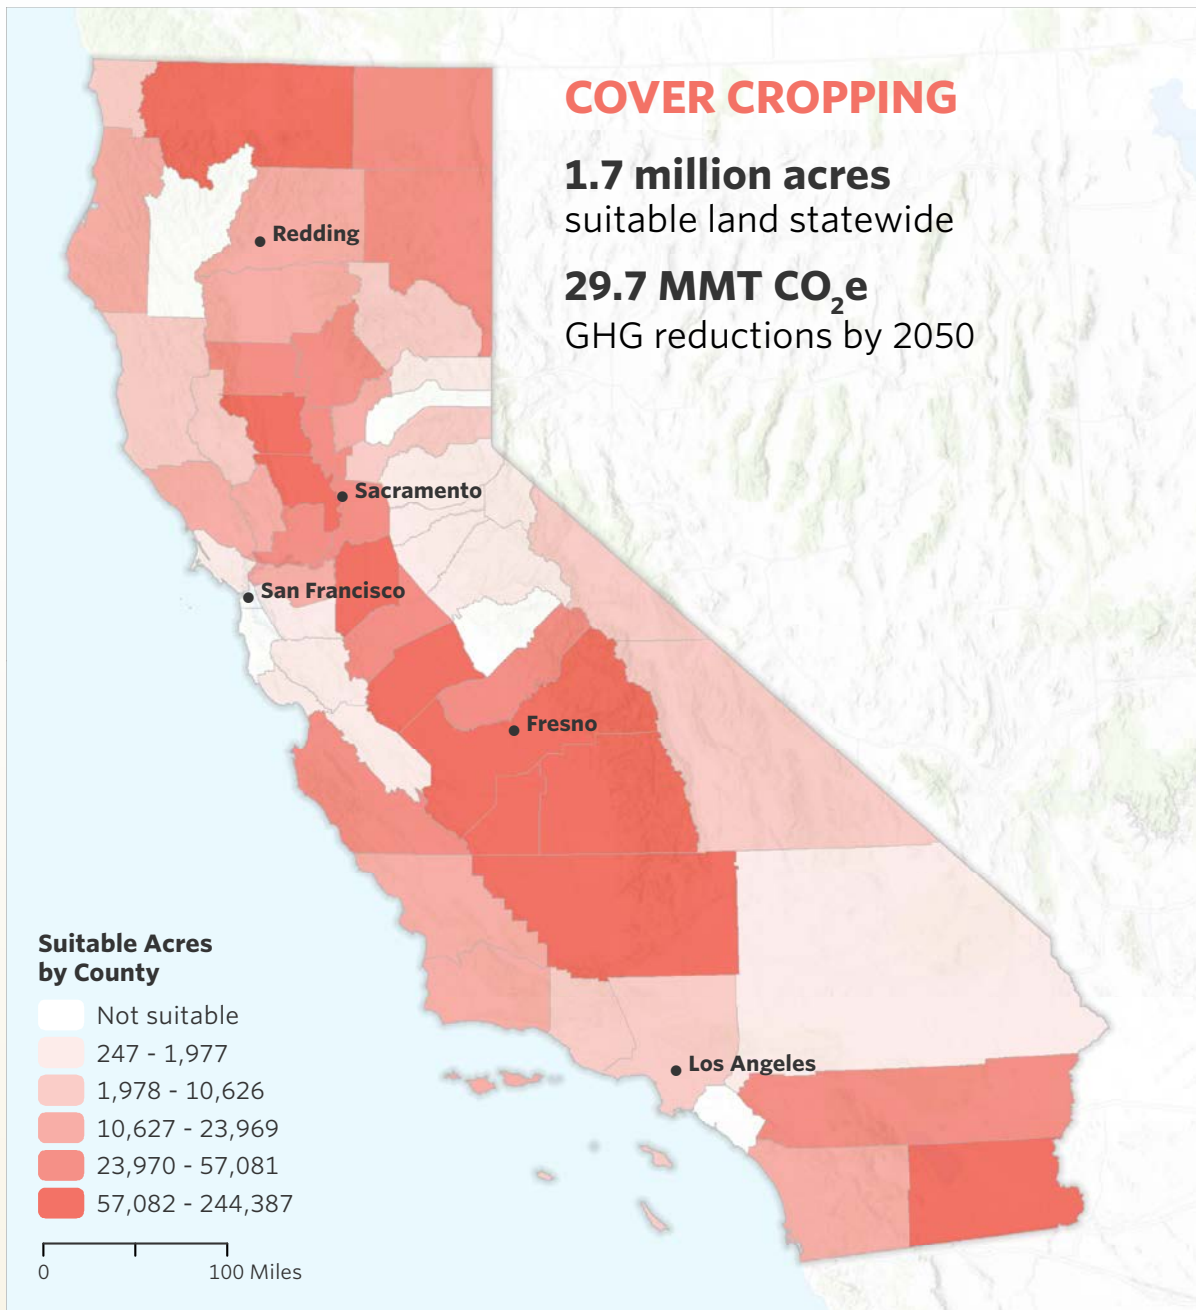 COVER CROPPING
1.7 million acres
suitable land statewide
29.7 MMT CO₂e
GHG reductions by 2050
Redding
Sacramento
San Francisco
Fresno
Los Angeles
Suitable Acres
by County
Not suitable
247 - 1,977
1,978 - 10,626
10,627 - 23,969
23,970 - 57,081
57,082 - 244,387
0 100 Miles